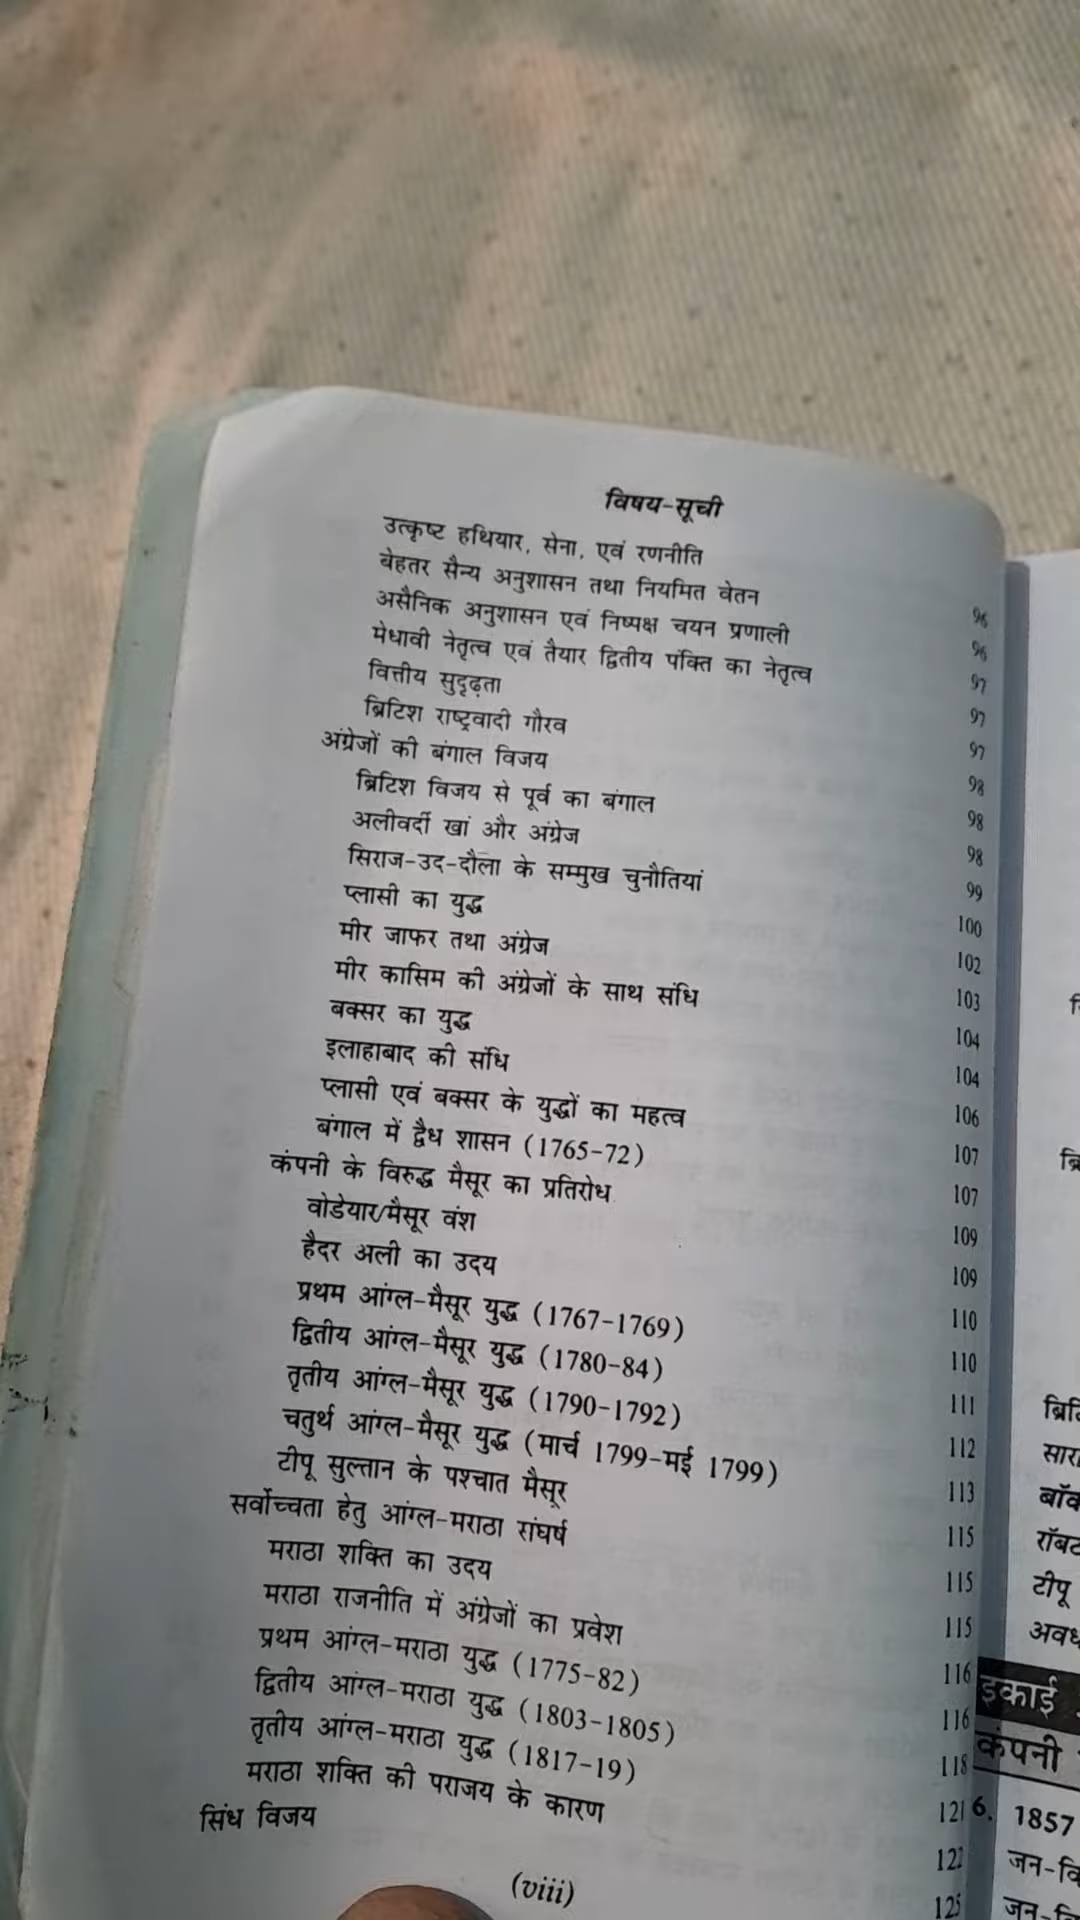 विषय-सूची
उत्कृष्ट हथियार, सेना, एवं रणनीति 96
बेहतर सैन्य अनुशासन तथा नियमित वेतन 96
असैनिक अनुशासन एवं निष्पक्ष चयन प्रणाली 97
मेधावी नेतृत्व एवं तैयार द्वितीय पंक्ति का नेतृत्व 97
वित्तीय सुदृढ़ता 97
ब्रिटिश राष्ट्रवादी गौरव 98
अंग्रेजों की बंगाल विजय 98
ब्रिटिश विजय से पूर्व का बंगाल 98
अलीवर्दी खां और अंग्रेज 99
सिराज-उद-दौला के सम्मुख चुनौतियां 100
प्लासी का युद्ध 102
मीर जाफर तथा अंग्रेज 103
मीर कासिम की अंग्रेजों के साथ संधि 104
बक्सर का युद्ध 104
इलाहाबाद की संधि 106
प्लासी एवं बक्सर के युद्धों का महत्व 107
बंगाल में द्वैध शासन (1765-72) 107
कंपनी के विरुद्ध मैसूर का प्रतिरोध 109
वोडेयार/मैसूर वंश 109
हैदर अली का उदय 110
प्रथम आंग्ल-मैसूर युद्ध (1767-1769) 110
द्वितीय आंग्ल-मैसूर युद्ध (1780-84) 111
तृतीय आंग्ल-मैसूर युद्ध (1790-1792) 112
चतुर्थ आंग्ल-मैसूर युद्ध (मार्च 1799-मई 1799) 113
टीपू सुल्तान के पश्चात मैसूर 115
सर्वोच्चता हेतु आंग्ल-मराठा संघर्ष 115
मराठा शक्ति का उदय 115
मराठा राजनीति में अंग्रेजों का प्रवेश 116
प्रथम आंग्ल-मराठा युद्ध (1775-82) 116
द्वितीय आंग्ल-मराठा युद्ध (1803-1805) 118
तृतीय आंग्ल-मराठा युद्ध (1817-19) 121
मराठा शक्ति की पराजय के कारण 122
सिंध विजय 125
(viii)
टीपू
इकाई
कंपनी
6. 1857